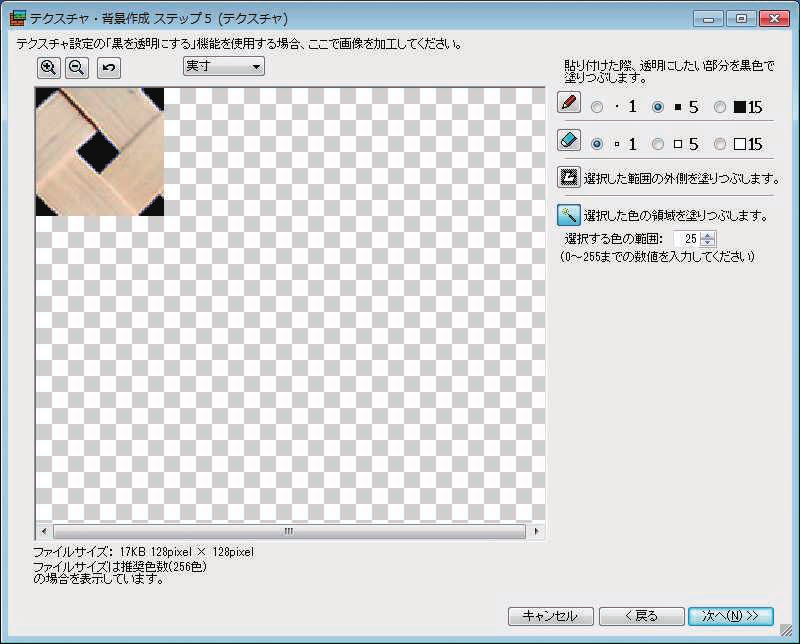 テクスチャ・背景作成 ステップ５ (テクスチャ)
テクスチャ設定の「黒を透明にする」機能を使用する場合、ここで画像を加工してください。
実寸
貼り付けた際、透明にしたい部分を黒色で
塗りつぶします。
1 5 15
1 5 15
選択した範囲の外側を塗りつぶします。
選択した色の領域を塗りつぶします。
選択する色の範囲: 25
(0～255までの数値を入力してください)
ファイルサイズ: 17KB 128pixel × 128pixel
ファイルサイズは推奨色数(256色)
の場合を表示しています。
キャンセル < 戻る 次へ(N) >>